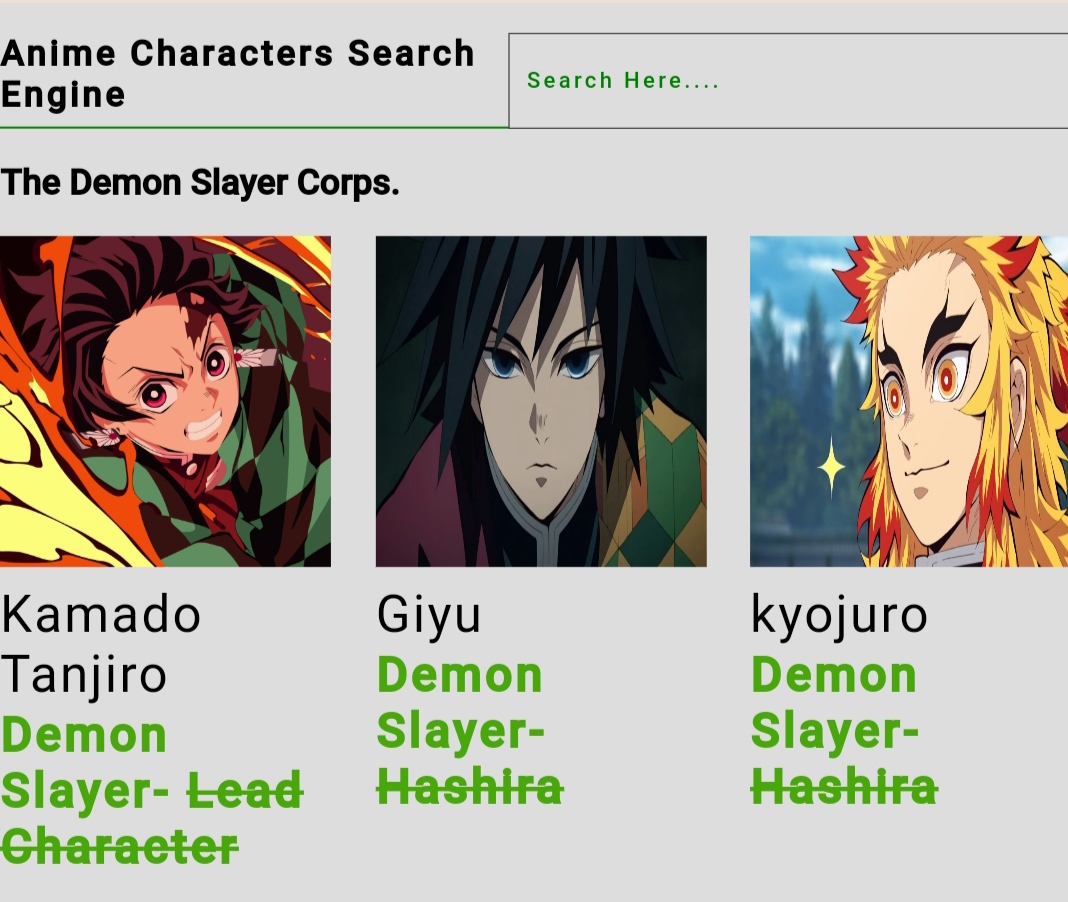 Anime Characters Search
Engine
Search Here....
The Demon Slayer Corps.
Kamado
Tanjiro
Demon
Slayer- Lead
Character
Giyu
Demon
Slayer-
Hashira
kyojuro
Demon
Slayer-
Hashira